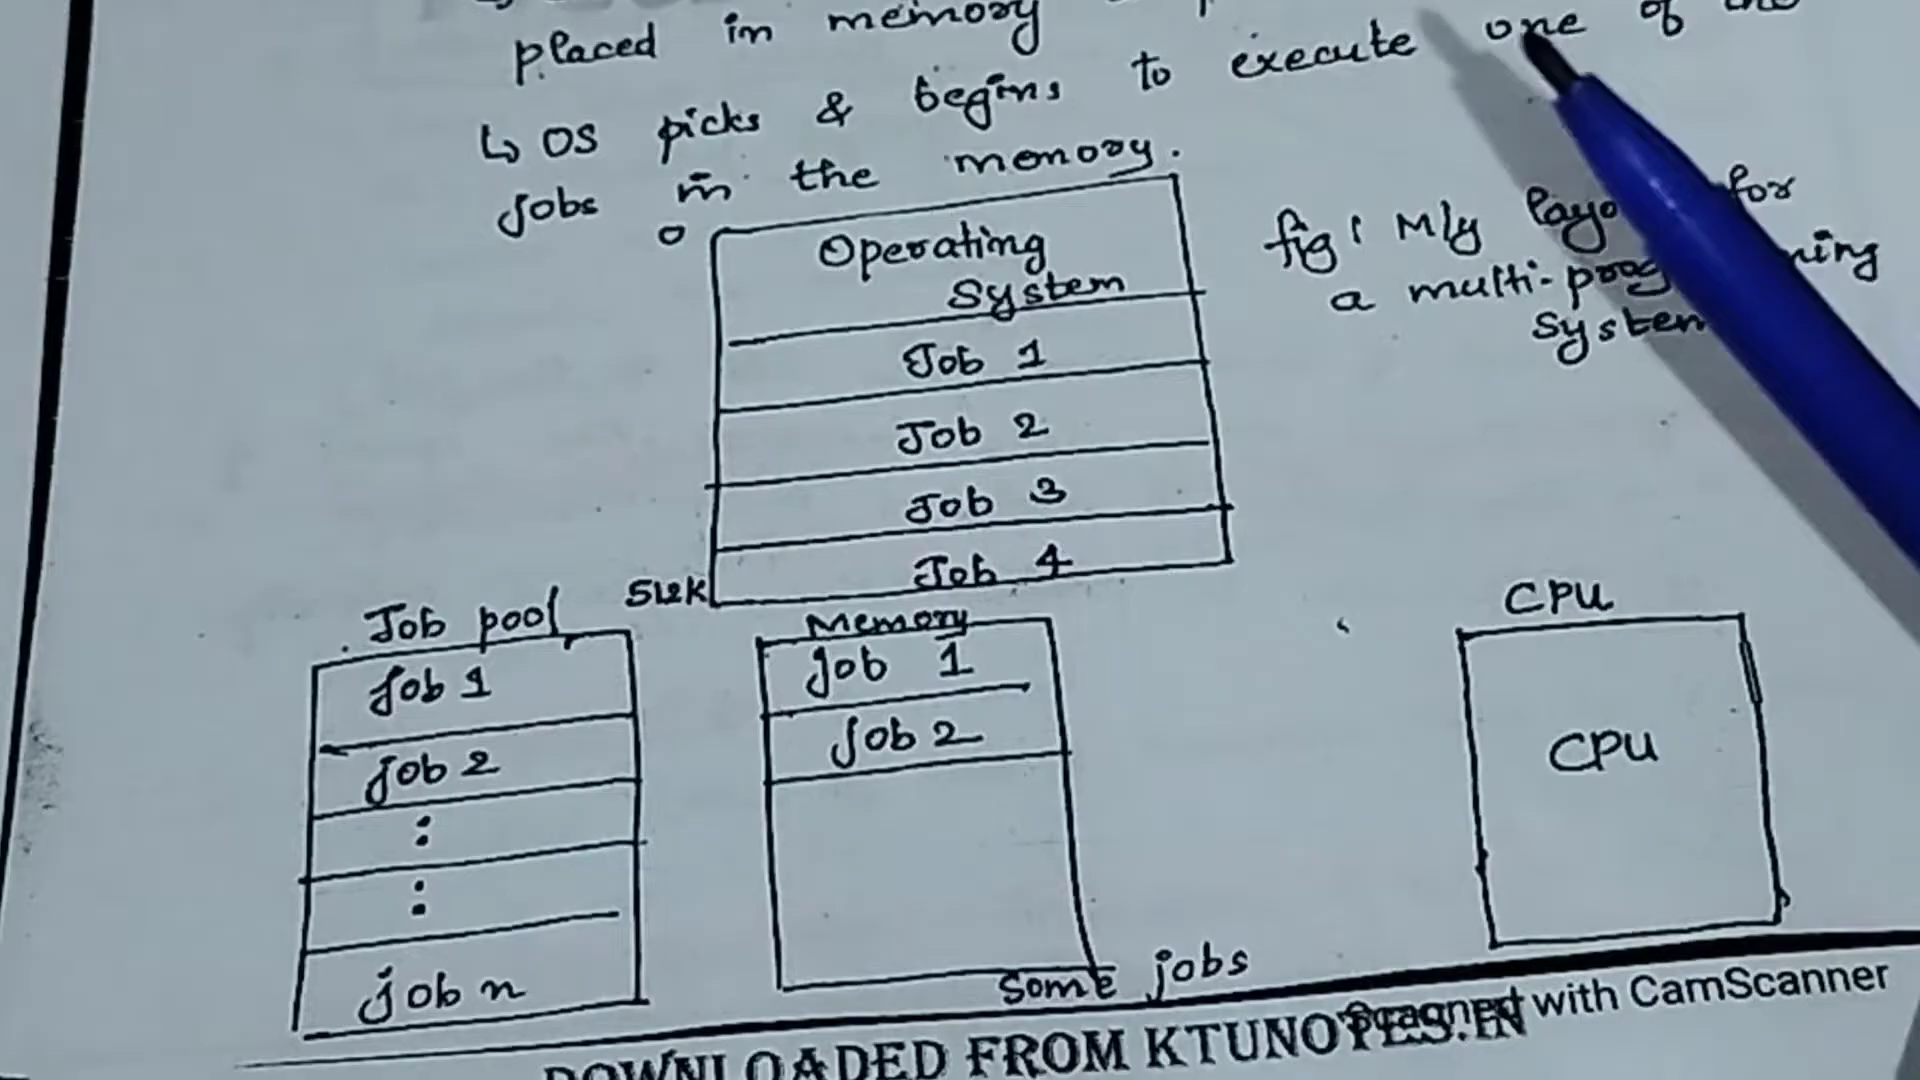 placed in memory
↳ OS picks & begins to execute one of the
jobs in the memory.
0
Operating
System
Job 1
Job 2
Job 3
Job 4
512K
fig: M/y for
a multi-
System
Job pool
job 1
job 2
:
:
job n
Memory
job 1
job 2
Some jobs
CPU
CPU
Scanned with CamScanner
DOWNLOADED FROM KTUNOTES.IN